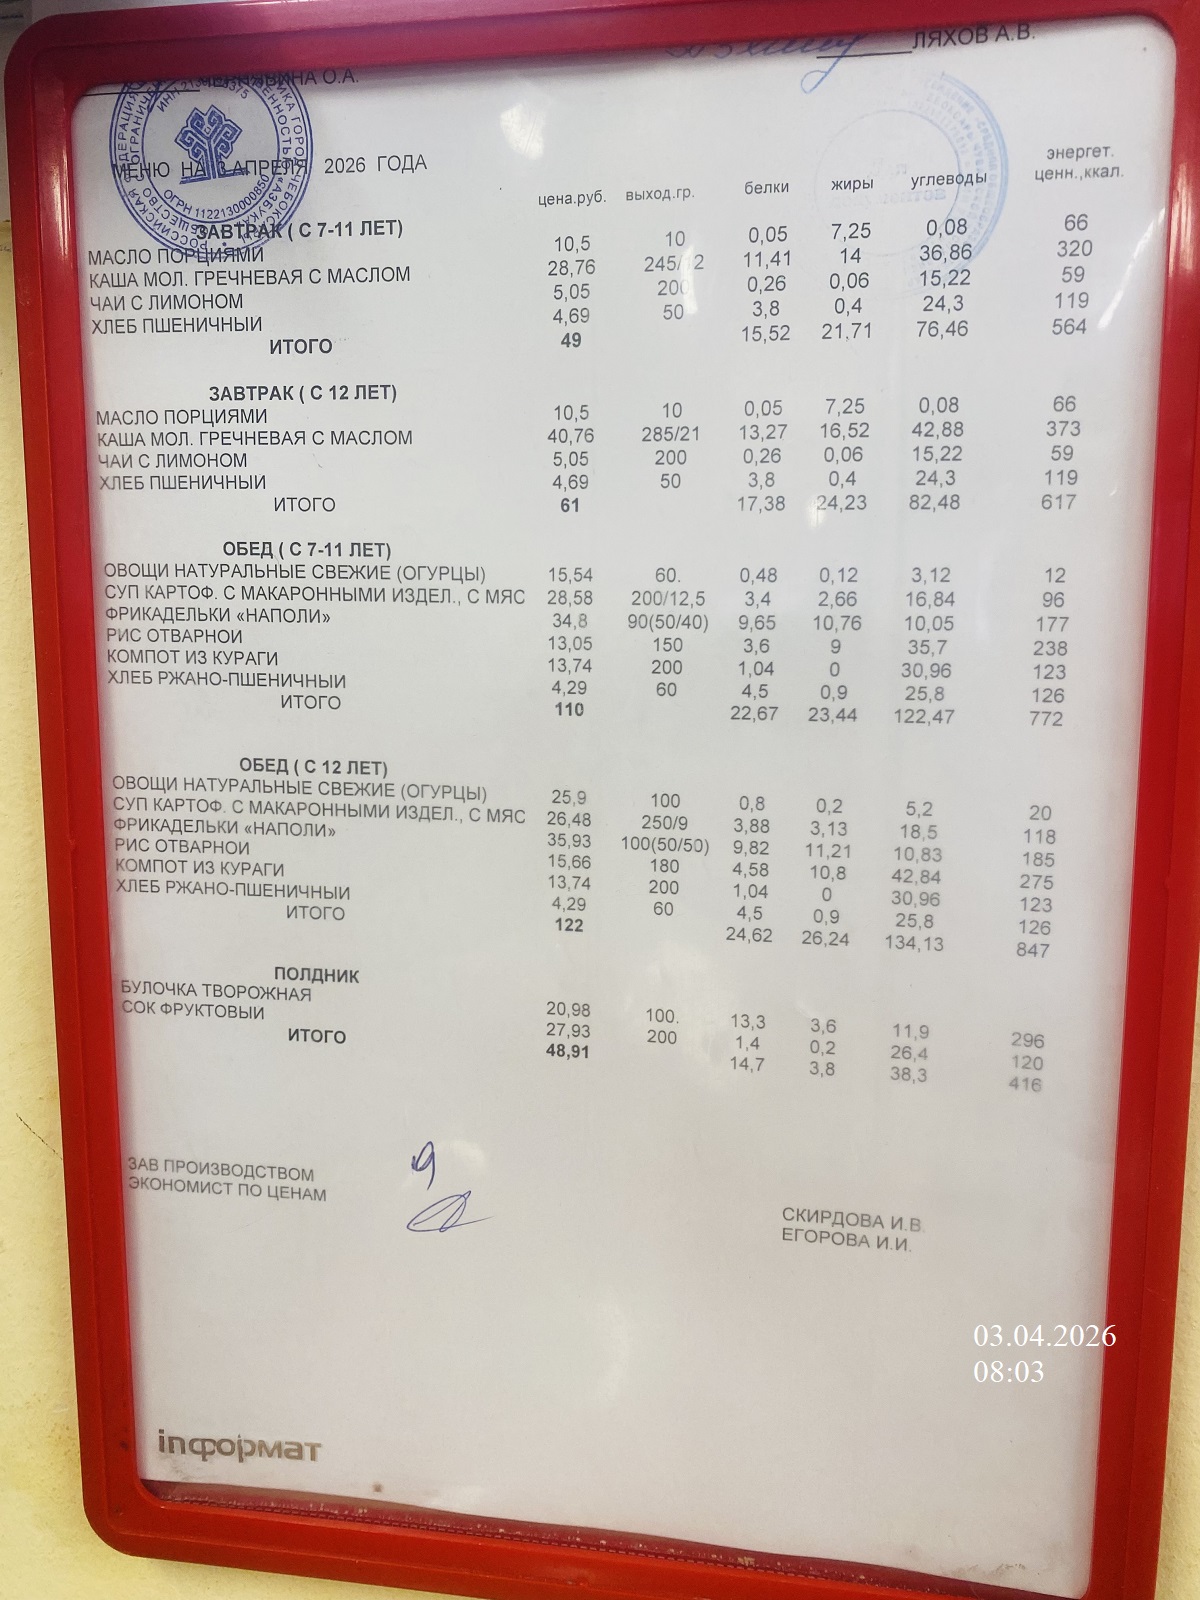 ЛЯХОВ А.В.
О.А.
МЕНЮ НА 3 АПРЕЛЯ 2026 ГОДА
цена.руб. выход.гр. белки жиры углеводы энергет. ценн.,ккал.
ЗАВТРАК ( С 7-11 ЛЕТ)
МАСЛО ПОРЦИЯМИ 10,5 10 0,05 7,25 0,08 66
КАША МОЛ. ГРЕЧНЕВАЯ С МАСЛОМ 28,76 245/12 11,41 14 36,86 320
ЧАИ С ЛИМОНОМ 5,05 200 0,26 0,06 15,22 59
ХЛЕБ ПШЕНИЧНЫИ 4,69 50 3,8 0,4 24,3 119
ИТОГО 49 15,52 21,71 76,46 564
ЗАВТРАК ( С 12 ЛЕТ)
МАСЛО ПОРЦИЯМИ 10,5 10 0,05 7,25 0,08 66
КАША МОЛ. ГРЕЧНЕВАЯ С МАСЛОМ 40,76 285/21 13,27 16,52 42,88 373
ЧАИ С ЛИМОНОМ 5,05 200 0,26 0,06 15,22 59
ХЛЕБ ПШЕНИЧНЫИ 4,69 50 3,8 0,4 24,3 119
ИТОГО 61 17,38 24,23 82,48 617
ОБЕД ( С 7-11 ЛЕТ)
ОВОЩИ НАТУРАЛЬНЫЕ СВЕЖИЕ (ОГУРЦЫ) 15,54 60. 0,48 0,12 3,12 12
СУП КАРТОФ. С МАКАРОННЫМИ ИЗДЕЛ., С МЯС 28,58 200/12,5 3,4 2,66 16,84 96
ФРИКАДЕЛЬКИ «НАПОЛИ» 34,8 90(50/40) 9,65 10,76 10,05 177
РИС ОТВАРНОИ 13,05 150 3,6 9 35,7 238
КОМПОТ ИЗ КУРАГИ 13,74 200 1,04 0 30,96 123
ХЛЕБ РЖАНО-ПШЕНИЧНЫИ 4,29 60 4,5 0,9 25,8 126
ИТОГО 110 22,67 23,44 122,47 772
ОБЕД ( С 12 ЛЕТ)
ОВОЩИ НАТУРАЛЬНЫЕ СВЕЖИЕ (ОГУРЦЫ) 25,9 100 0,8 0,2 5,2 20
СУП КАРТОФ. С МАКАРОННЫМИ ИЗДЕЛ., С МЯС 26,48 250/9 3,88 3,13 18,5 118
ФРИКАДЕЛЬКИ «НАПОЛИ» 35,93 100(50/50) 9,82 11,21 10,83 185
РИС ОТВАРНОИ 15,66 180 4,58 10,8 42,84 275
КОМПОТ ИЗ КУРАГИ 13,74 200 1,04 0 30,96 123
ХЛЕБ РЖАНО-ПШЕНИЧНЫИ 4,29 60 4,5 0,9 25,8 126
ИТОГО 122 24,62 26,24 134,13 847
ПОЛДНИК
БУЛОЧКА ТВОРОЖНАЯ 20,98 100. 13,3 3,6 11,9 296
СОК ФРУКТОВЫИ 27,93 200 1,4 0,2 26,4 120
ИТОГО 48,91 14,7 3,8 38,3 416
ЗАВ ПРОИЗВОДСТВОМ СКИРДОВА И.В.
ЭКОНОМИСТ ПО ЦЕНАМ ЕГОРОВА И.И.
03.04.2026
08:03
inформат